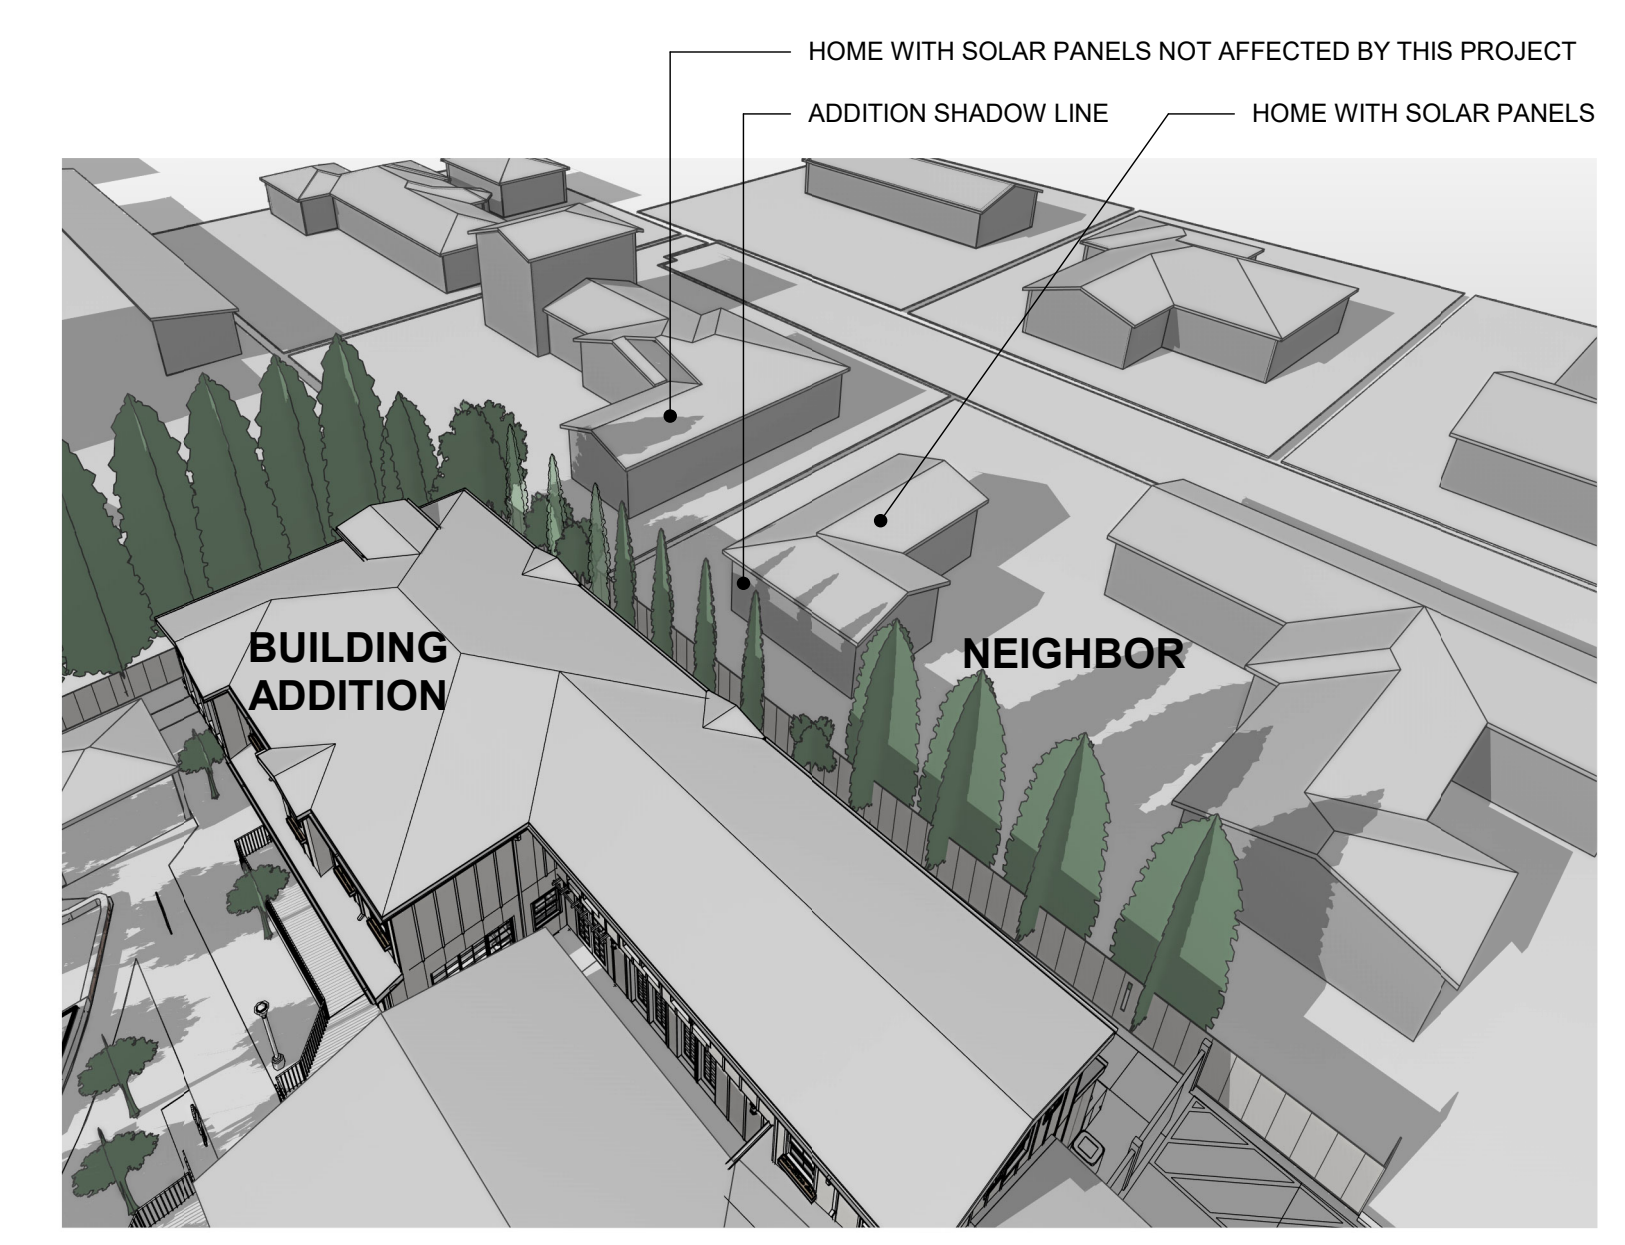 HOME WITH SOLAR PANELS NOT AFFECTED BY THIS PROJECT
ADDITION SHADOW LINE
HOME WITH SOLAR PANELS
BUILDING
ADDITION
NEIGHBOR